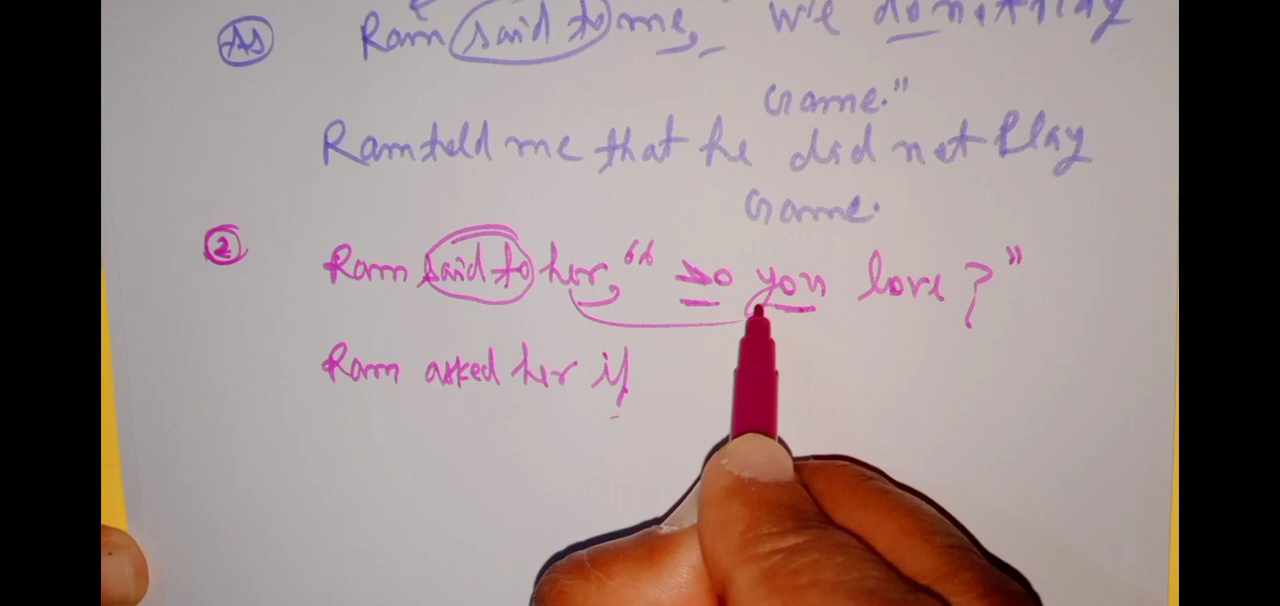 As Ram said to me, " We do not Play
Game."
Ram told me that he did not Play
Game.
2 Ram said to her, " Do you love ? "
Ram asked her if